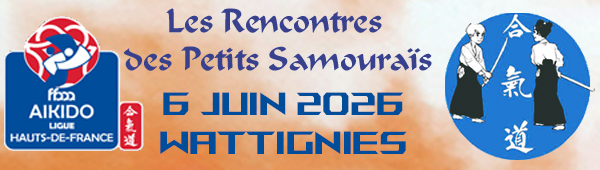 Les Rencontres
des Petits Samouraïs
6 JUIN 2026
WATTIGNIES
ffbad
AIKIDO
LIGUE
HAUTS-DE-FRANCE
合氣道
合
氣
道